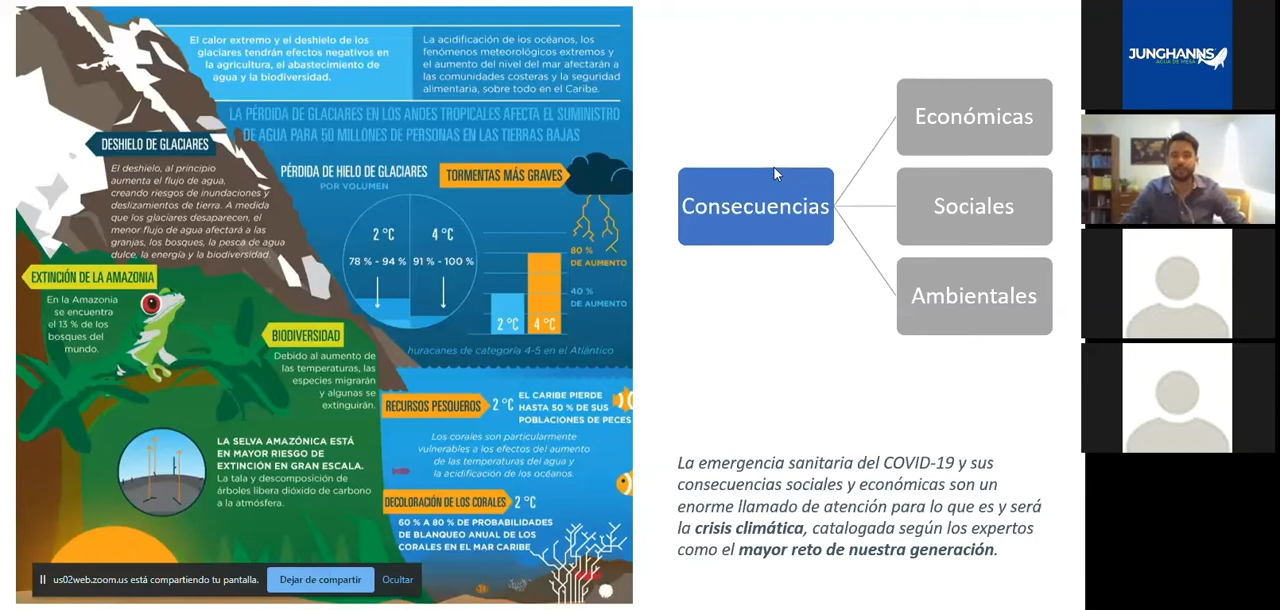 El calor extremo y el deshielo de los
glaciares tendrán efectos negativos en
la agricultura, el abastecimiento de
agua y la biodiversidad.
La acidificación de los océanos, los
fenómenos meteorológicos extremos y
el aumento del nivel del mar afectarán a
las comunidades costeras y la seguridad
alimentaria, sobre todo en el Caribe.
LA PÉRDIDA DE GLACIARES EN LOS ANDES TROPICALES AFECTA EL SUMINISTRO
DE AGUA PARA 50 MILLONES DE PERSONAS EN LAS TIERRAS BAJAS
DESHIELO DE GLACIARES
El deshielo, al principio
aumenta el flujo de agua,
creando riesgos de inundaciones y
deslizamientos de tierra. A medida
que los glaciares desaparecen, el
menor flujo de agua afectará a las
granjas, los bosques, la pesca de agua
dulce, la energía y la biodiversidad.
PÉRDIDA DE HIELO DE GLACIARES
POR VOLUMEN
2 °C
4 °C
78 % - 94 %
91 % - 100 %
TORMENTAS MÁS GRAVES
80 %
DE AUMENTO
40 %
DE AUMENTO
2 °C
4 °C
huracanes de categoría 4-5 en el Atlántico
EXTINCIÓN DE LA AMAZONIA
En la Amazonia
se encuentra
el 13 % de los
bosques del
mundo.
BIODIVERSIDAD
Debido al aumento de
las temperaturas, las
especies migrarán
y algunas se
extinguirán.
LA SELVA AMAZÓNICA ESTÁ
EN MAYOR RIESGO DE
EXTINCIÓN EN GRAN ESCALA.
La tala y descomposición de
árboles libera dióxido de carbono
a la atmósfera.
RECURSOS PESQUEROS
2 °C
EL CARIBE PIERDE
HASTA 50 % DE SUS
POBLACIONES DE PECES
Los corales son particularmente
vulnerables a los efectos del aumento
de las temperaturas del agua y
la acidificación de los océanos.
DECOLORACIÓN DE LOS CORALES
2 °C
60 % A 80 % DE PROBABILIDADES
DE BLANQUEO ANUAL DE LOS
CORALES EN EL MAR CARIBE
us02web.zoom.us está compartiendo tu pantalla.
Dejar de compartir
Ocultar
Consecuencias
Económicas
Sociales
Ambientales
La emergencia sanitaria del COVID-19 y sus
consecuencias sociales y económicas son un
enorme llamado de atención para lo que es y será
la crisis climática, catalogada según los expertos
como el mayor reto de nuestra generación.
JUNGHANNS
AGUA DE MESA